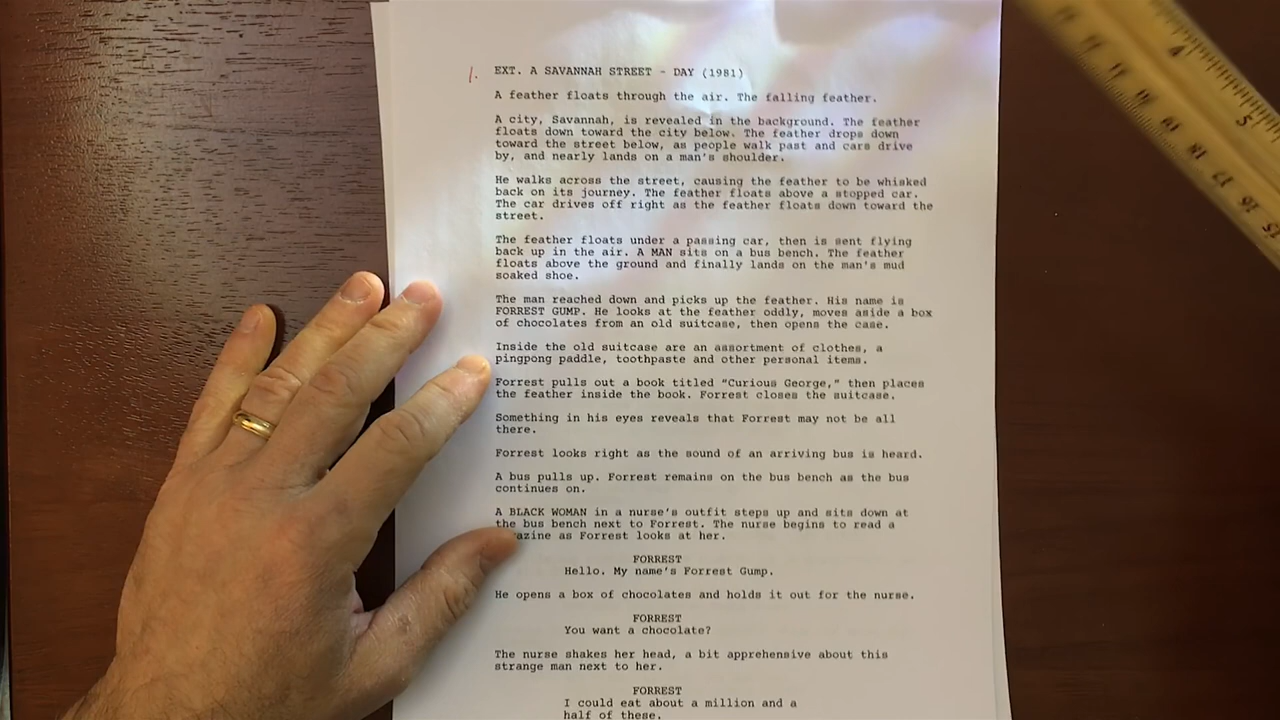 1. EXT. A SAVANNAH STREET - DAY (1981)
A feather floats through the air. The falling feather.
A city, Savannah, is revealed in the background. The feather
floats down toward the city below. The feather drops down
toward the street below, as people walk past and cars drive
by, and nearly lands on a man's shoulder.
He walks across the street, causing the feather to be whisked
back on its journey. The feather floats above a stopped car.
The car drives off right as the feather floats down toward the
street.
The feather floats under a passing car, then is sent flying
back up in the air. A MAN sits on a bus bench. The feather
floats above the ground and finally lands on the man's mud
soaked shoe.
The man reached down and picks up the feather. His name is
FORREST GUMP. He looks at the feather oddly, moves aside a box
of chocolates from an old suitcase, then opens the case.
Inside the old suitcase are an assortment of clothes, a
pingpong paddle, toothpaste and other personal items.
Forrest pulls out a book titled "Curious George," then places
the feather inside the book. Forrest closes the suitcase.
Something in his eyes reveals that Forrest may not be all
there.
Forrest looks right as the sound of an arriving bus is heard.
A bus pulls up. Forrest remains on the bus bench as the bus
continues on.
A BLACK WOMAN in a nurse's outfit steps up and sits down at
the bus bench next to Forrest. The nurse begins to read a
azine as Forrest looks at her.
FORREST
Hello. My name's Forrest Gump.
He opens a box of chocolates and holds it out for the nurse.
FORREST
You want a chocolate?
The nurse shakes her head, a bit apprehensive about this
strange man next to her.
FORREST
I could eat about a million and a
half of these.
4
5
20
19
18
17
16
15